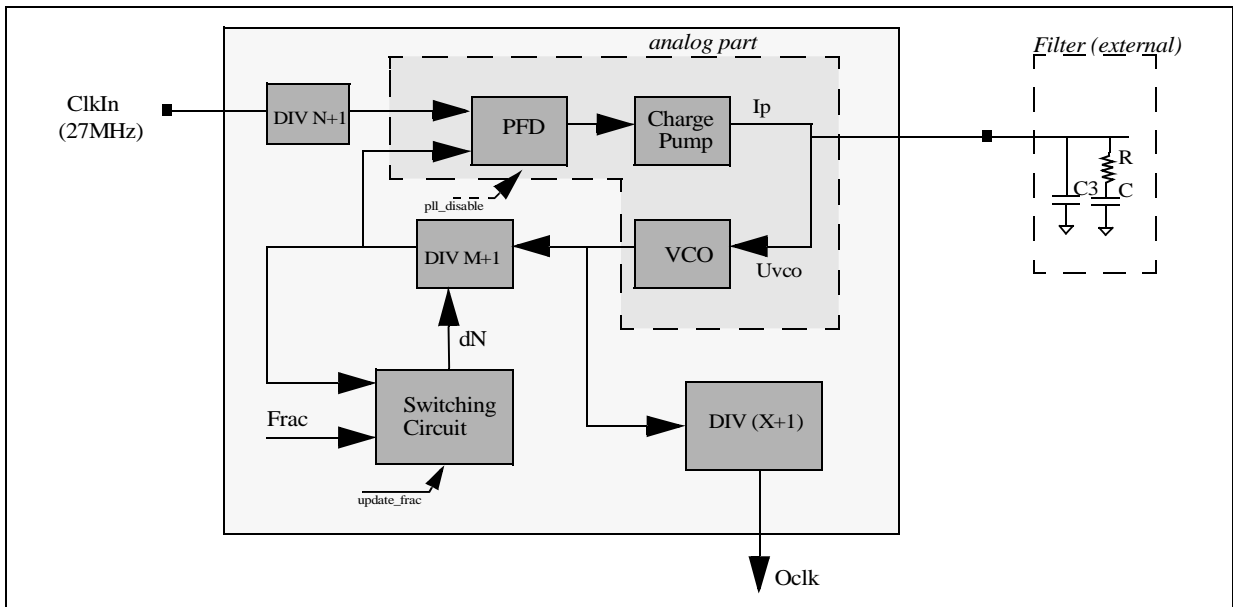 analog part
Filter (external)
ClkIn
(27MHz)
DIV N+1
PFD
Charge
Pump
Ip
R
C3
C
pll_disable
DIV M+1
VCO
Uvco
dN
Frac
Switching
Circuit
DIV (X+1)
update_frac
Oclk